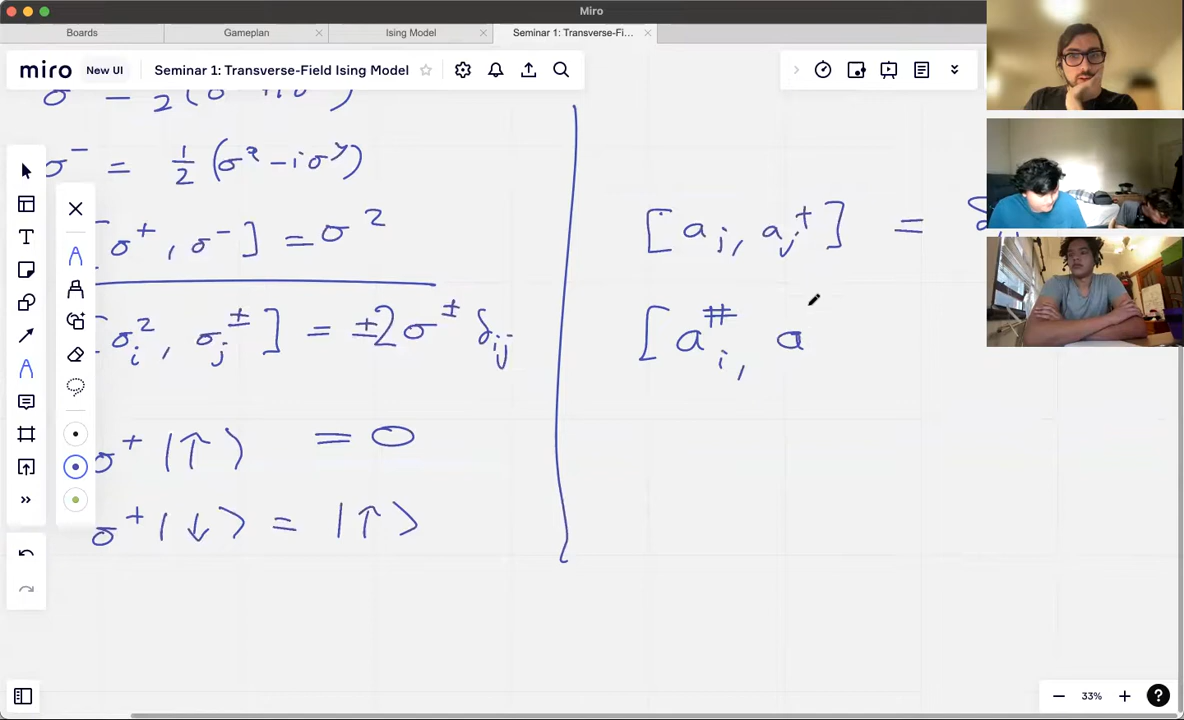 Miro
Boards
Gameplan
Ising Model
Seminar 1: Transverse-Fi...
miro
New UI
Seminar 1: Transverse-Field Ising Model
σ⁻ = 1/2 (σˣ - iσʸ)
[σ⁺, σ⁻] = σᶻ
[σᵢᶻ, σⱼ±] = ±2σ± δᵢⱼ
σ⁺ |↑⟩ = 0
σ⁺ |↓⟩ = |↑⟩
[aᵢ, aⱼ†] = δ
[a#ᵢ, a
33%